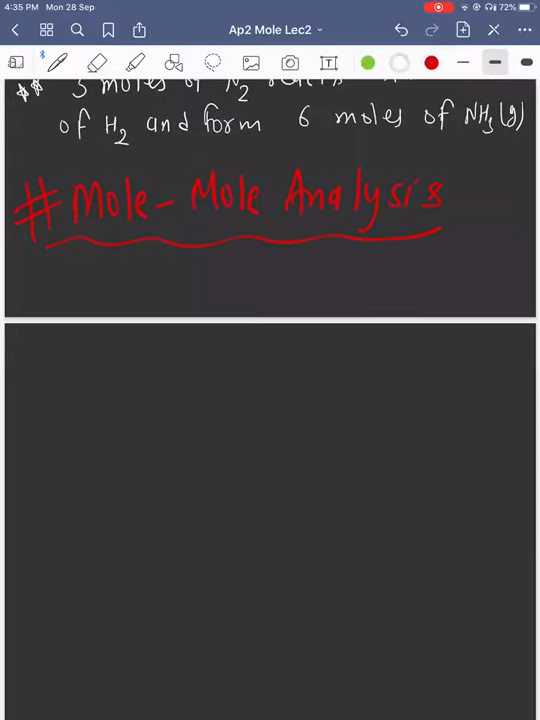 4:35 PM Mon 28 Sep
72%
Ap2 Mole Lec2
T
** 3 moles of N2 reacts
of H2 and form 6 moles of NH3(g)
# Mole-Mole Analysis